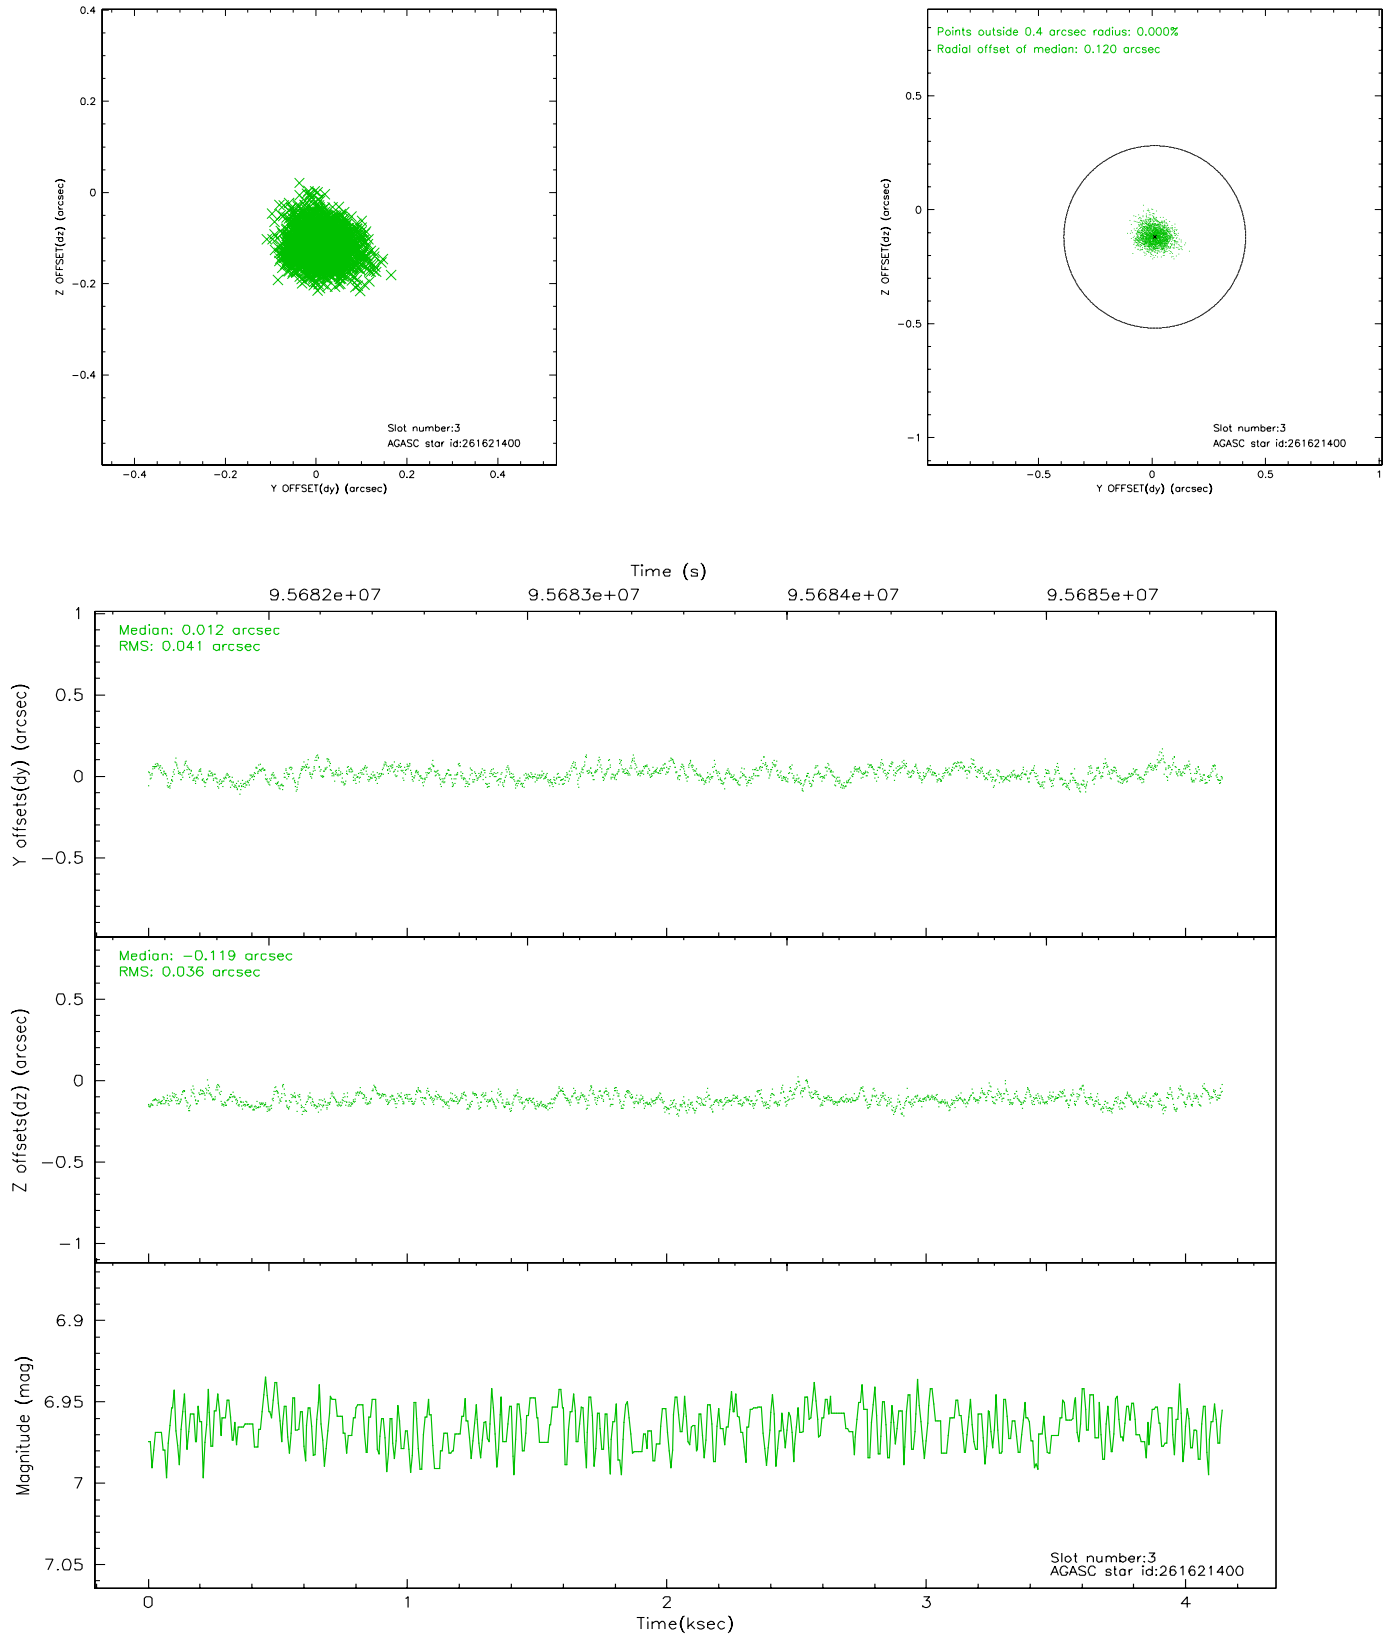 0.4
0.2
0
−0.2
−0.4
Z OFFSET(dz) (arcsec)
Slot number:3
AGASC star id:261621400
−0.4 −0.2 0 0.2 0.4
Y OFFSET(dy) (arcsec)
Points outside 0.4 arcsec radius: 0.000%
Radial offset of median: 0.120 arcsec
0.5
0
−0.5
−1
Z OFFSET(dz) (arcsec)
Slot number:3
AGASC star id:261621400
−0.5 0 0.5 1
Y OFFSET(dy) (arcsec)
Time (s)
9.5682e+07 9.5683e+07 9.5684e+07 9.5685e+07
1
0.5
0
−0.5
Y offsets(dy) (arcsec)
Median: 0.012 arcsec
RMS: 0.041 arcsec
0.5
0
−0.5
−1
Z offsets(dz) (arcsec)
Median: −0.119 arcsec
RMS: 0.036 arcsec
6.9
6.95
7
7.05
Magnitude (mag)
Slot number:3
AGASC star id:261621400
0 1 2 3 4
Time(ksec)